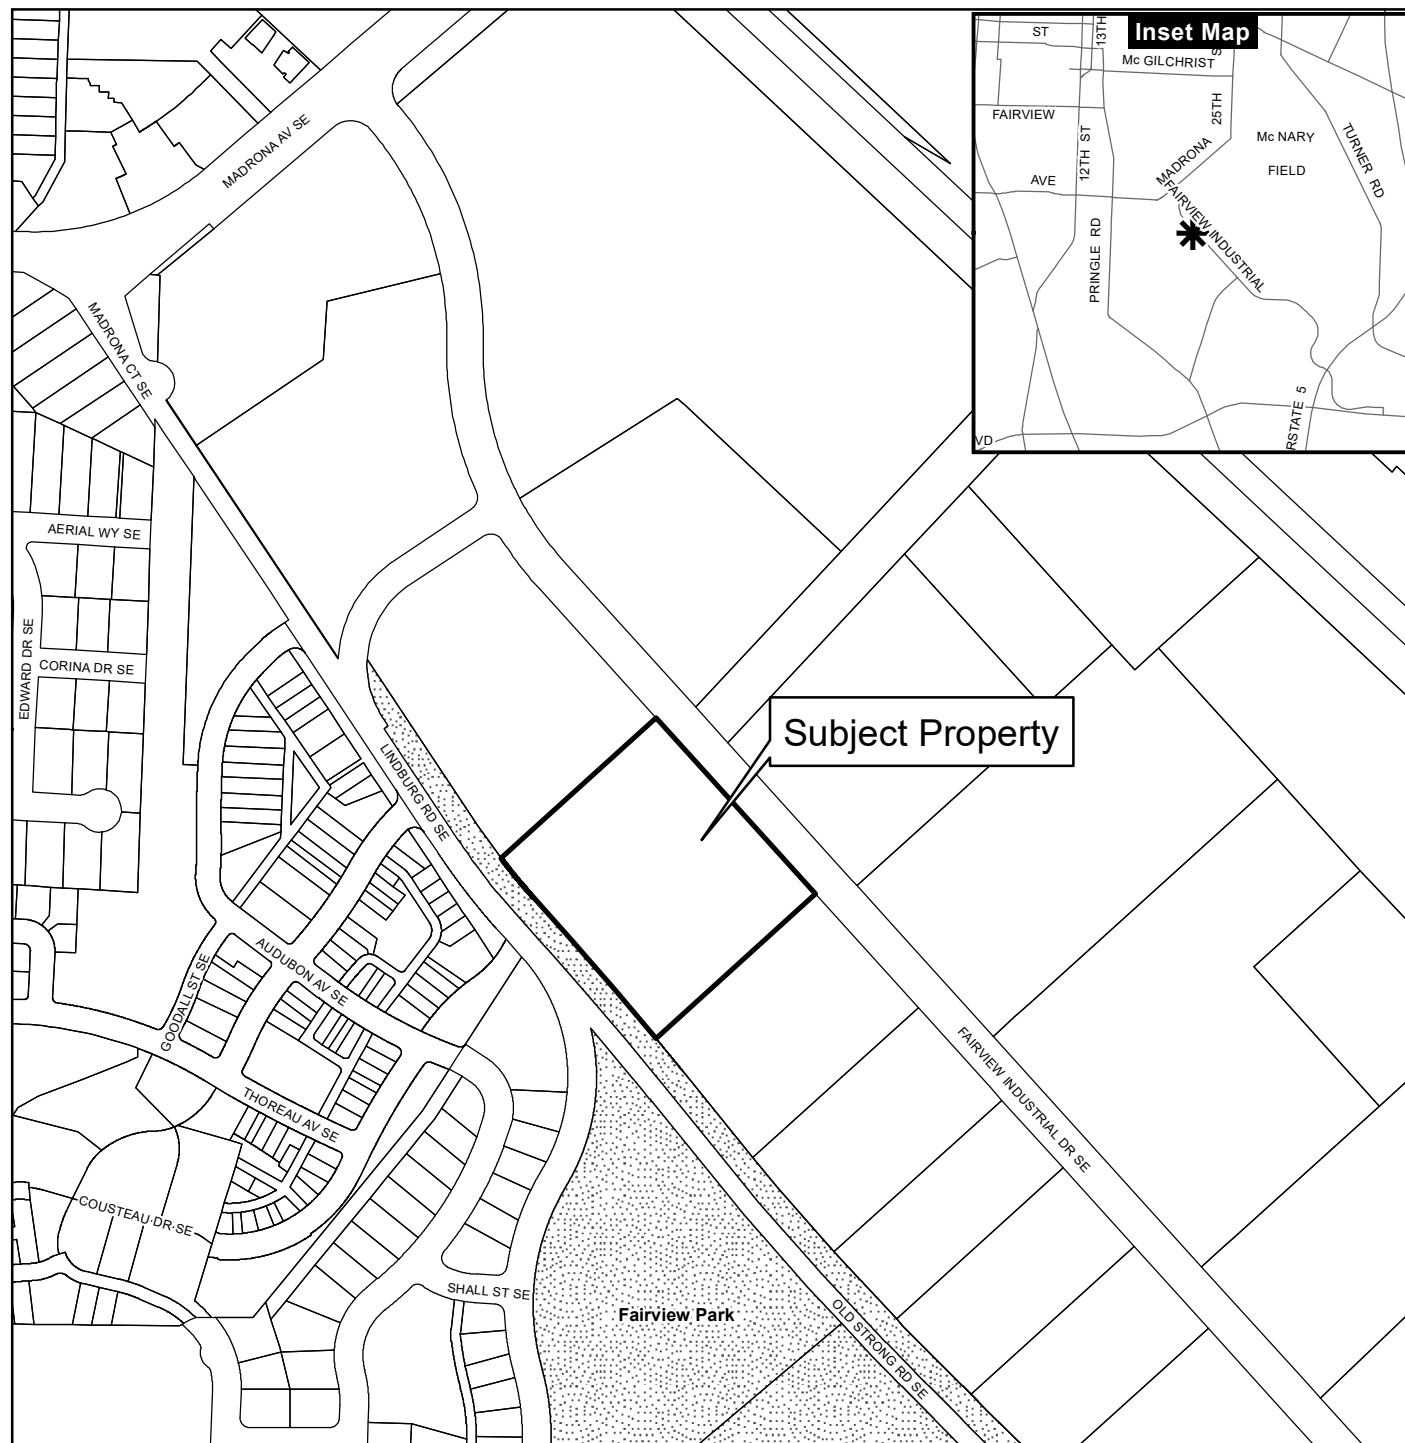 Inset Map
ST
13TH
S
Mc GILCHRIST
FAIRVIEW
25TH
12TH ST
Mc NARY
FIELD
TURNER RD
MADRONA
AVE
FAIRVIEW INDUSTRIAL
PRINGLE RD
RSTATE 5
VD
MADRONA AV SE
MADRONA CT SE
AERIAL WY SE
EDWARD DR SE
CORINA DR SE
LINDBURG RD SE
Subject Property
AUDUBON AV SE
GOODALL ST SE
THOREAU AV SE
COUSTEAU DR SE
FAIRVIEW INDUSTRIAL DR SE
SHALL ST SE
Fairview Park
OLD STRONG RD SE